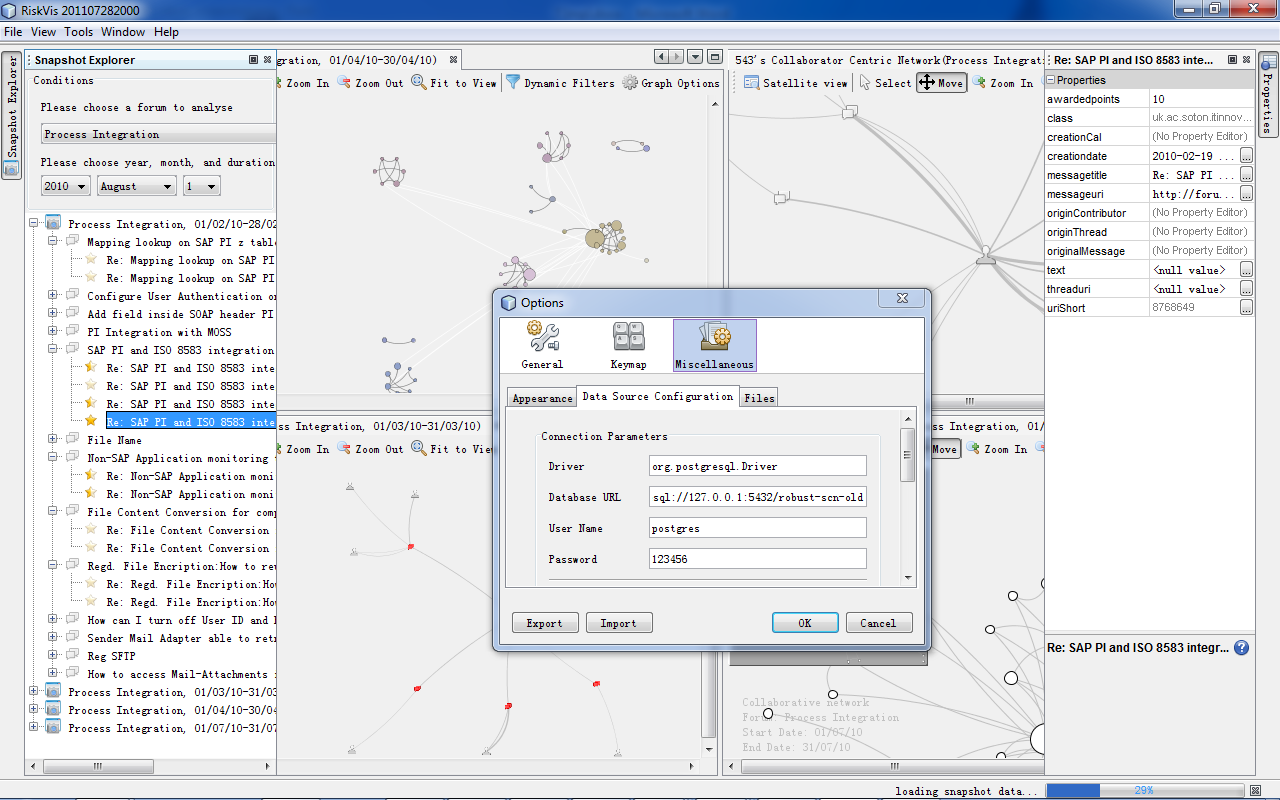 RiskVis 201107282000
File View Tools Window Help
Snapshot Explorer
Snapshot Explorer
Conditions
Please choose a forum to analyse
Process Integration
Please choose year, month, and duration
2010 August 1
Process Integration, 01/02/10-28/02
Mapping lookup on SAP PI z tabl
Re: Mapping lookup on SAP PI
Re: Mapping lookup on SAP PI
Configure User Authentication on
Add field inside SOAP header PI
PI Integration with MOSS
SAP PI and ISO 8583 integration
Re: SAP PI and ISO 8583 inte
Re: SAP PI and ISO 8583 inte
Re: SAP PI and ISO 8583 inte
Re: SAP PI and ISO 8583 inte
File Name
Non-SAP Application monitoring
Re: Non-SAP Application moni
Re: Non-SAP Application moni
File Content Conversion for comp
Re: File Content Conversion
Re: File Content Conversion
Regd. File Encription:How to re
Re: Regd. File Encription:Ho
Re: Regd. File Encription:Ho
How can I turn off User ID and
Sender Mail Adapter able to retr
Reg SFTP
How to access Mail-Attachments
Process Integration, 01/03/10-31/03
Process Integration, 01/04/10-30/04
Process Integration, 01/07/10-31/07
gration, 01/04/10-30/04/10)
Zoom In Zoom Out Fit to View Dynamic Filters Graph Options
543's Collaborator Centric Network(Process Integrat
Satellite view Select Move Zoom In
ess Integration, 01/03/10-31/03/10)
Zoom In Zoom Out Fit to View
ess Integration, 01/
Move Zoom In
Collaborative network
Forum: Process Integration
Start Date: 01/07/10
End Date: 31/07/10
Options
General Keymap Miscellaneous
Appearance Data Source Configuration Files
Connection Parameters
Driver org.postgresql.Driver
Database URL sql://127.0.0.1:5432/robust-scn-old
User Name postgres
Password 123456
Export Import OK Cancel
Re: SAP PI and ISO 8583 inte...
Properties
Properties
awardedpoints 10
class uk.ac.soton.itinnov...
creationCal (No Property Editor)
creationdate 2010-02-19 ... ...
messagetitle Re: SAP PI ... ...
messageuri http://foru... ...
originContributor (No Property Editor)
originThread (No Property Editor)
originalMessage (No Property Editor)
text <null value> ...
threaduri <null value> ...
uriShort 8768649 ...
Re: SAP PI and ISO 8583 integr...
loading snapshot data... 29%